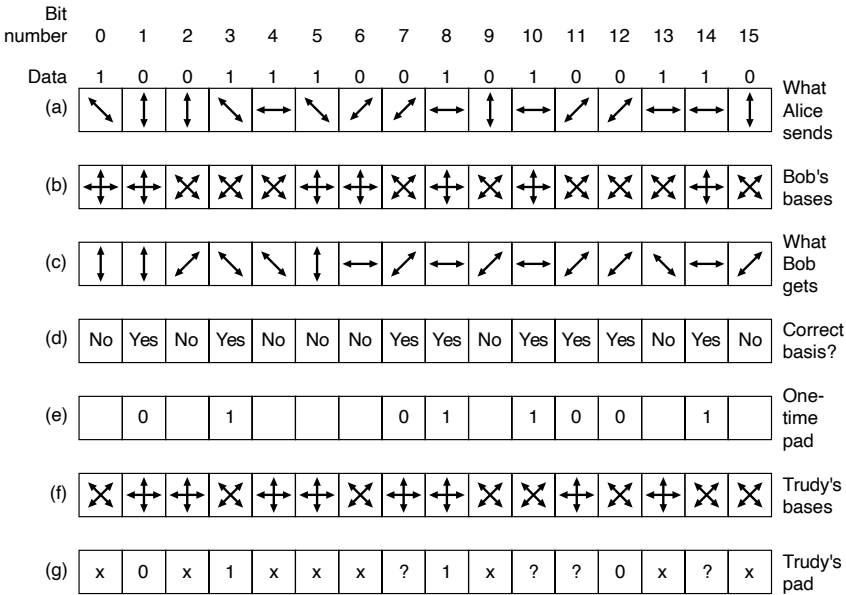 Bit
number 0 1 2 3 4 5 6 7 8 9 10 11 12 13 14 15
Data 1 0 0 1 1 1 0 0 1 0 1 0 0 1 1 0
(a) What
Alice
sends
(b) Bob's
bases
(c) What
Bob
gets
(d) No Yes No Yes No No No Yes Yes No Yes Yes Yes No Yes No Correct
basis?
(e) 0 1 0 1 1 0 0 1 One-
time
pad
(f) Trudy's
bases
(g) x 0 x 1 x x x ? 1 x ? ? 0 x ? x Trudy's
pad